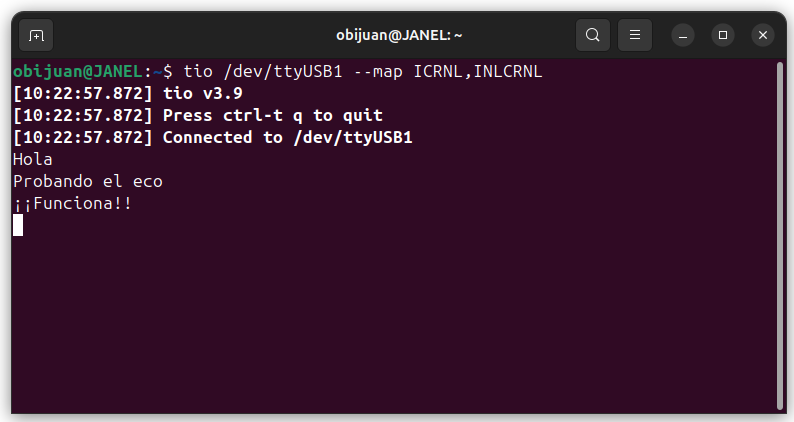 obijuan@JANEL: ~
obijuan@JANEL:~$ tio /dev/ttyUSB1 --map ICRNL,INLCRNL
[10:22:57.872] tio v3.9
[10:22:57.872] Press ctrl-t q to quit
[10:22:57.872] Connected to /dev/ttyUSB1
Hola
Probando el eco
¡¡Funciona!!